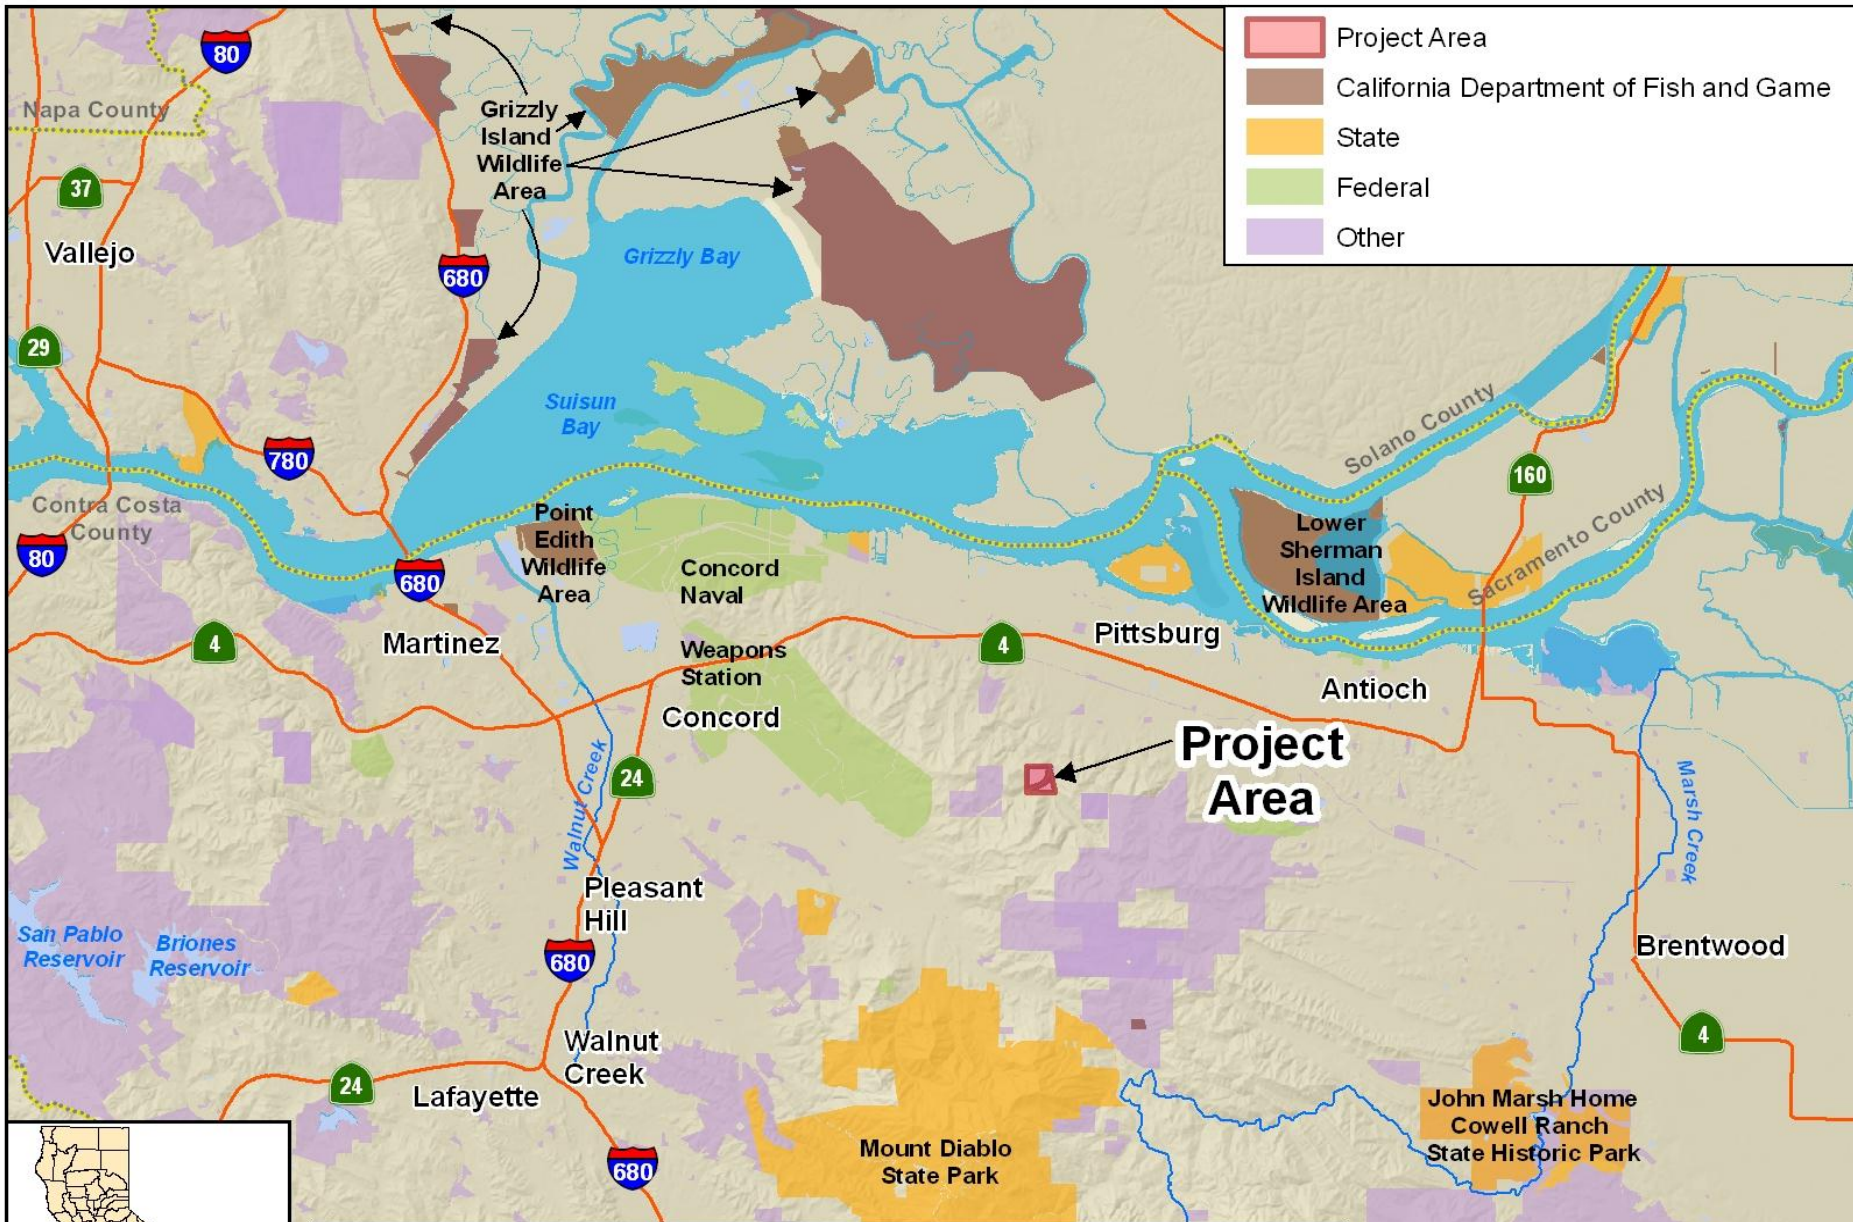 Project Area
California Department of Fish and Game
State
Federal
Other
80
Napa County
37
Vallejo
29
Grizzly
Island
Wildlife
Area
680
Grizzly Bay
Suisun
Bay
780
Contra Costa
County
80
680
Point
Edith
Wildlife
Area
Concord
Naval
Weapons
Station
Solano County
160
Sacramento County
Lower
Sherman
Island
Wildlife Area
4
Martinez
4
Pittsburg
Antioch
Concord
24
Walnut Creek
Project
Area
Marsh Creek
Pleasant
Hill
680
San Pablo
Reservoir
Briones
Reservoir
Brentwood
4
Walnut
Creek
24
Lafayette
680
Mount Diablo
State Park
John Marsh Home
Cowell Ranch
State Historic Park